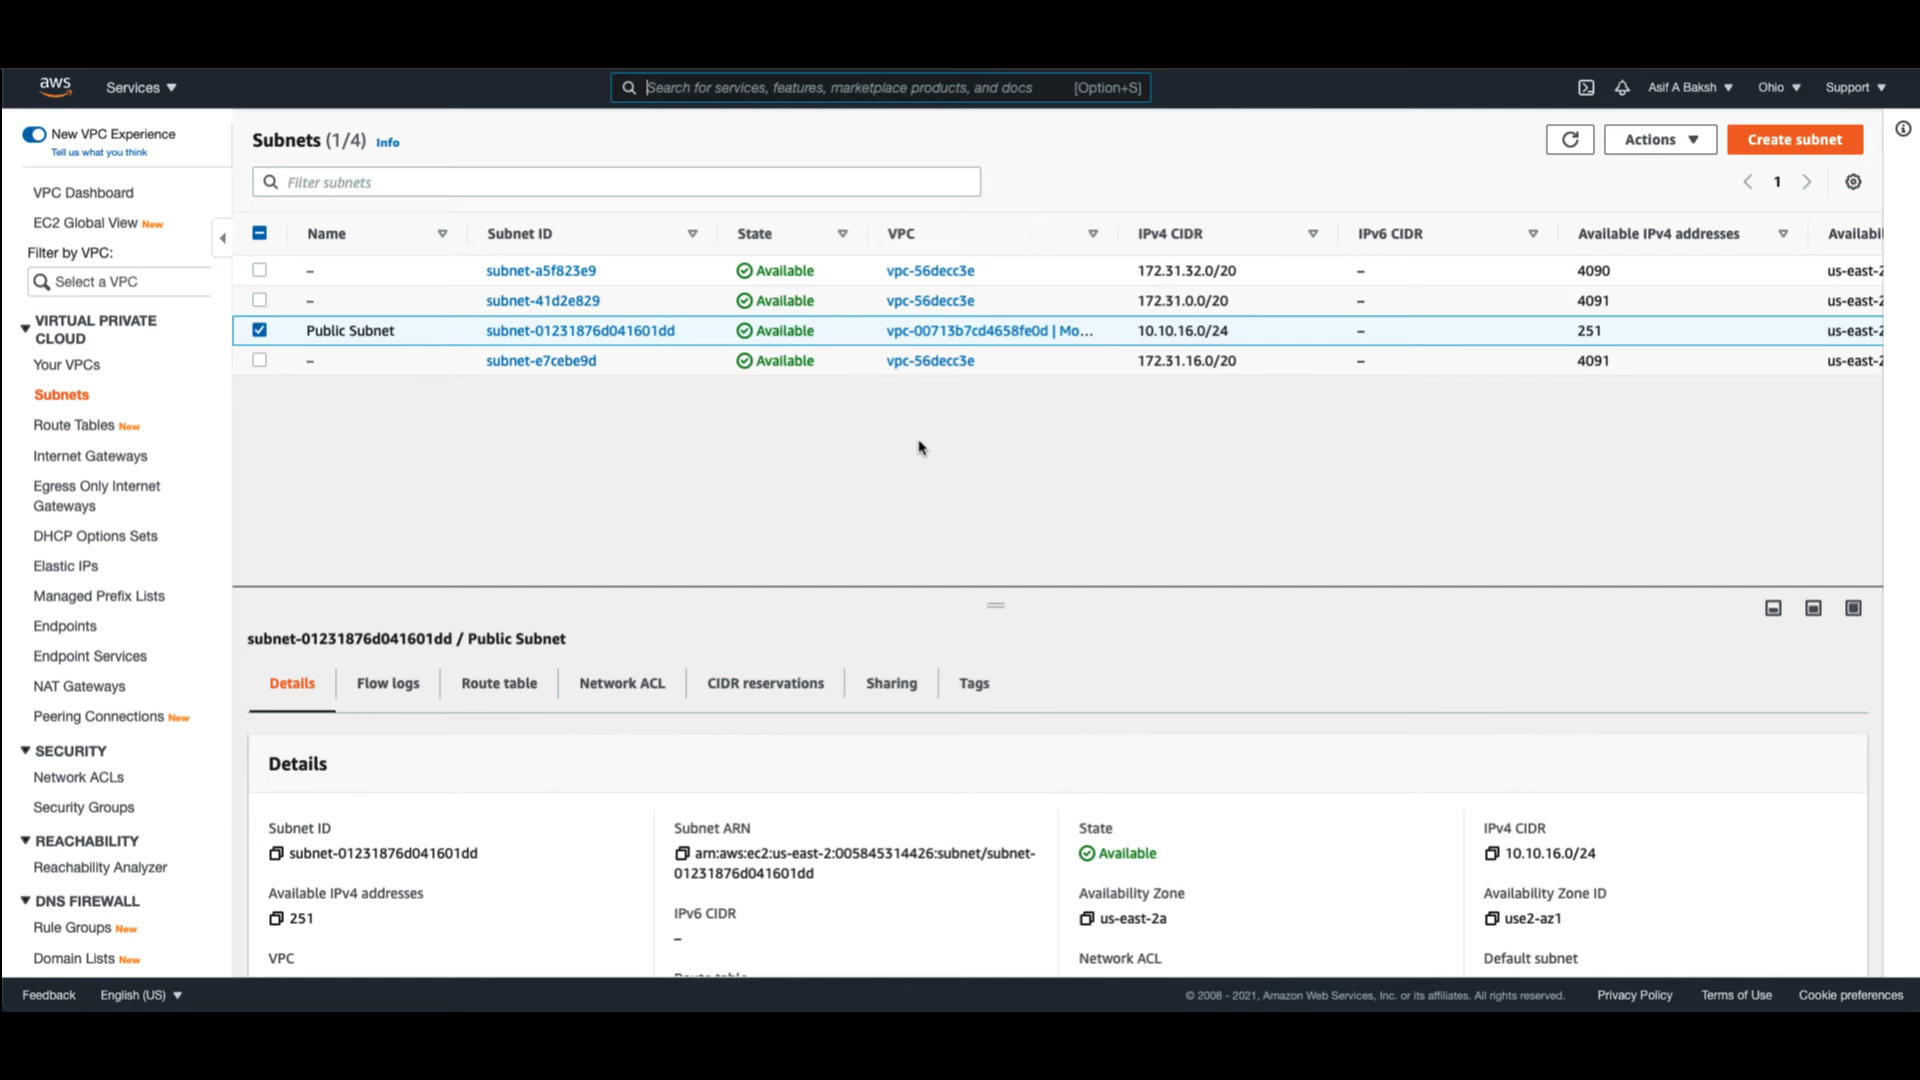 aws
Services
Search for services, features, marketplace products, and docs
[Option+S]
Asif A Baksh
Ohio
Support
New VPC Experience
Tell us what you think
VPC Dashboard
EC2 Global View New
Filter by VPC:
Select a VPC
VIRTUAL PRIVATE
CLOUD
Your VPCs
Subnets
Route Tables New
Internet Gateways
Egress Only Internet
Gateways
DHCP Options Sets
Elastic IPs
Managed Prefix Lists
Endpoints
Endpoint Services
NAT Gateways
Peering Connections New
SECURITY
Network ACLs
Security Groups
REACHABILITY
Reachability Analyzer
DNS FIREWALL
Rule Groups New
Domain Lists New
Subnets (1/4) Info
Actions
Create subnet
Filter subnets
1
Name Subnet ID State VPC IPv4 CIDR IPv6 CIDR Available IPv4 addresses Availabil
– subnet-a5f823e9 Available vpc-56decc3e 172.31.32.0/20 – 4090 us-east-2
– subnet-41d2e829 Available vpc-56decc3e 172.31.0.0/20 – 4091 us-east-2
Public Subnet subnet-01231876d041601dd Available vpc-00713b7cd4658fe0d | Mo... 10.10.16.0/24 – 251 us-east-2
– subnet-e7cebe9d Available vpc-56decc3e 172.31.16.0/20 – 4091 us-east-2
subnet-01231876d041601dd / Public Subnet
Details
Flow logs
Route table
Network ACL
CIDR reservations
Sharing
Tags
Details
Subnet ID
subnet-01231876d041601dd
Available IPv4 addresses
251
VPC
Subnet ARN
arn:aws:ec2:us-east-2:005845314426:subnet/subnet-
01231876d041601dd
IPv6 CIDR
–
Route table
State
Available
Availability Zone
us-east-2a
Network ACL
IPv4 CIDR
10.10.16.0/24
Availability Zone ID
use2-az1
Default subnet
Feedback
English (US)
© 2008 - 2021, Amazon Web Services, Inc. or its affiliates. All rights reserved.
Privacy Policy
Terms of Use
Cookie preferences